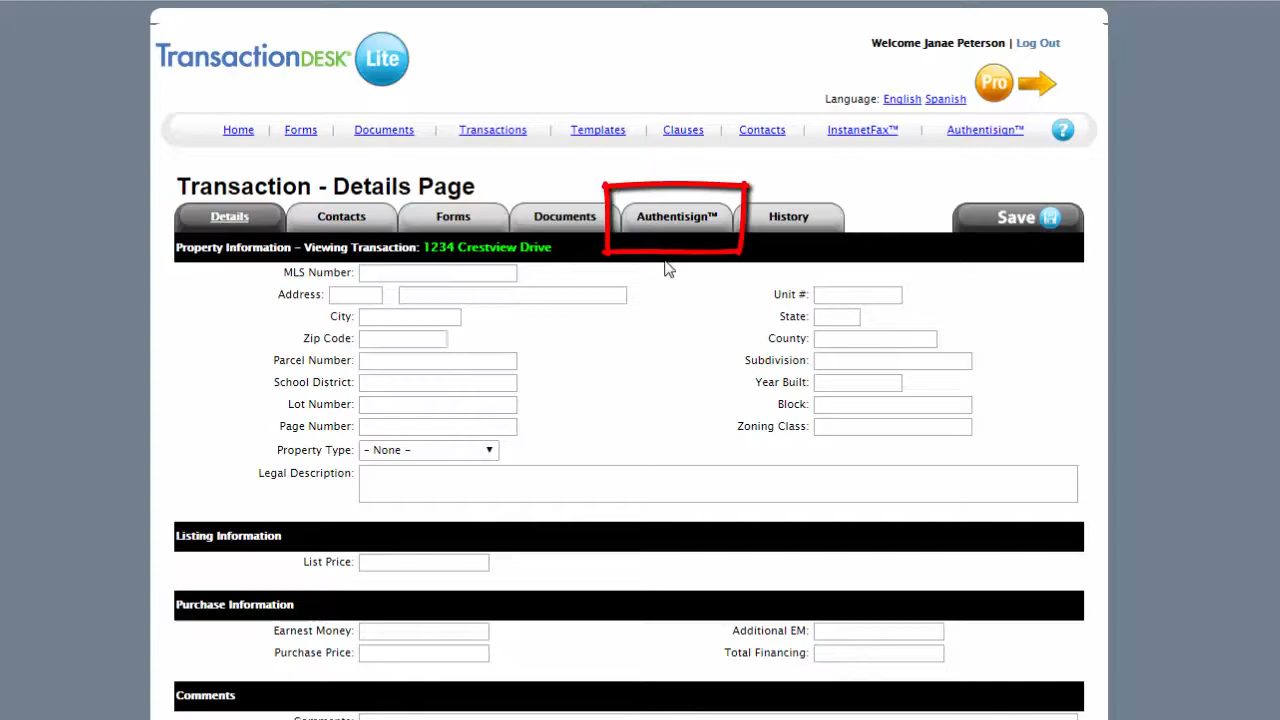 TransactionDESK® Lite
Welcome Janae Peterson | Log Out
Pro
Language: English Spanish
Home | Forms | Documents | Transactions | Templates | Clauses | Contacts | InstanetFax™ | Authentisign™ ?
Transaction - Details Page
Details Contacts Forms Documents Authentisign™ History Save
Property Information – Viewing Transaction: 1234 Crestview Drive
MLS Number:
Address: Unit #:
City: State:
Zip Code: County:
Parcel Number: Subdivision:
School District: Year Built:
Lot Number: Block:
Page Number: Zoning Class:
Property Type: – None –
Legal Description:
Listing Information
List Price:
Purchase Information
Earnest Money: Additional EM:
Purchase Price: Total Financing:
Comments
Comments: